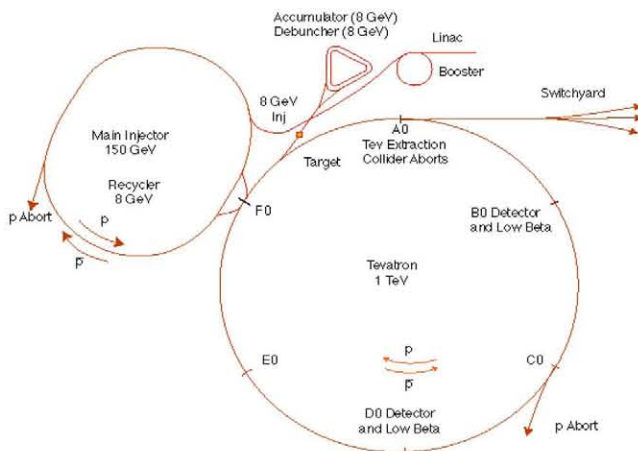 Accumulator (8 GeV)
Debuncher (8 GeV)
Linac
Booster
8 GeV
Inj
Switchyard
Main Injector
150 GeV
Recycler
8 GeV
A0
Tev Extraction
Collider Aborts
Target
F0
p Abort
p
p̅
B0 Detector
and Low Beta
Tevatron
1 TeV
E0
p
p̅
C0
D0 Detector
and Low Beta
p Abort